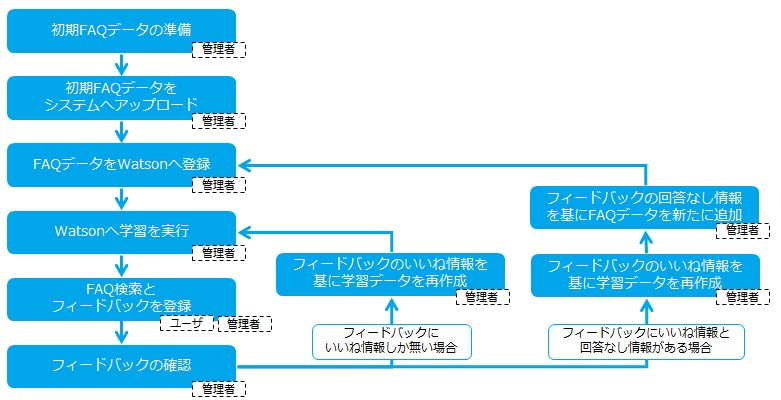 初期FAQデータの準備
管理者
初期FAQデータを
システムへアップロード
管理者
FAQデータをWatsonへ登録
管理者
Watsonへ学習を実行
管理者
FAQ検索と
フィードバックを登録
ユーザ
管理者
フィードバックの確認
管理者
フィードバックのいいね情報を
基に学習データを再作成
管理者
フィードバックに
いいね情報しか無い場合
フィードバックの回答なし情報
を基にFAQデータを新たに追加
管理者
フィードバックのいいね情報を
基に学習データを再作成
管理者
フィードバックにいいね情報と
回答なし情報がある場合